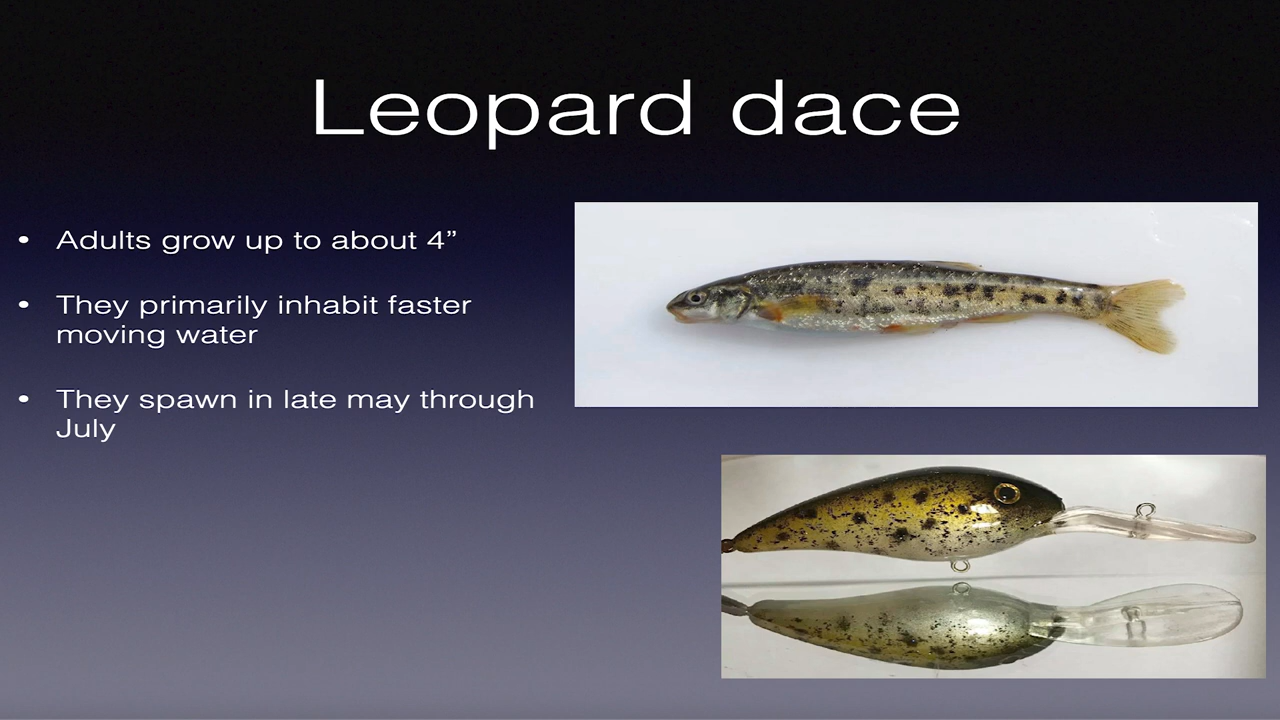 Leopard dace
• Adults grow up to about 4”
• They primarily inhabit faster
moving water
• They spawn in late may through
July